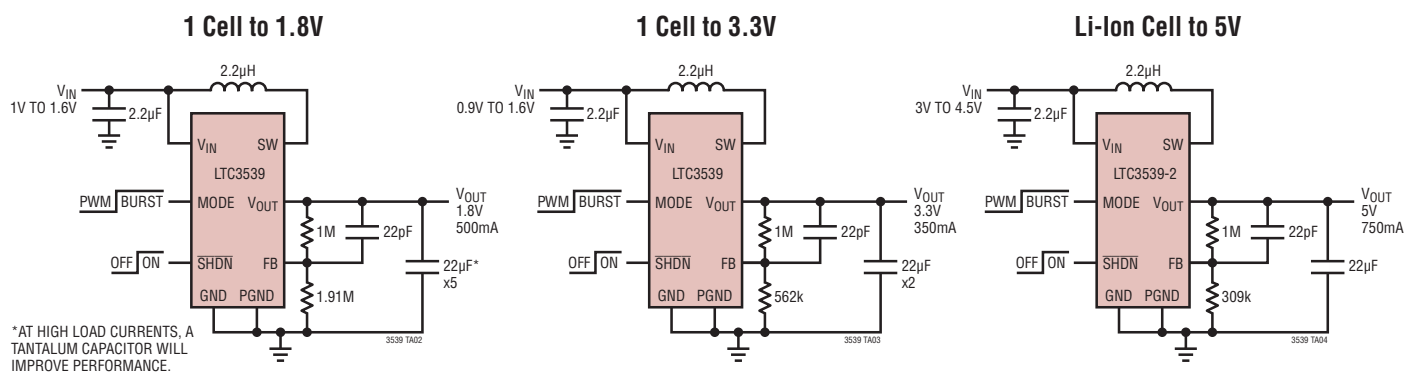 1 Cell to 1.8V
2.2µH
VIN
1V TO 1.6V
2.2µF
VIN
SW
LTC3539
PWM
BURST
MODE
VOUT
VOUT
1.8V
500mA
1M
22pF
OFF
ON
SHDN
FB
22µF*
x5
GND
PGND
1.91M
*AT HIGH LOAD CURRENTS, A
TANTALUM CAPACITOR WILL
IMPROVE PERFORMANCE.
3539 TA02
1 Cell to 3.3V
2.2µH
VIN
0.9V TO 1.6V
2.2µF
VIN
SW
LTC3539
PWM
BURST
MODE
VOUT
VOUT
3.3V
350mA
1M
22pF
OFF
ON
SHDN
FB
22µF
x2
GND
PGND
562k
3539 TA03
Li-Ion Cell to 5V
2.2µH
VIN
3V TO 4.5V
2.2µF
VIN
SW
LTC3539-2
PWM
BURST
MODE
VOUT
VOUT
5V
750mA
1M
22pF
OFF
ON
SHDN
FB
22µF
GND
PGND
309k
3539 TA04